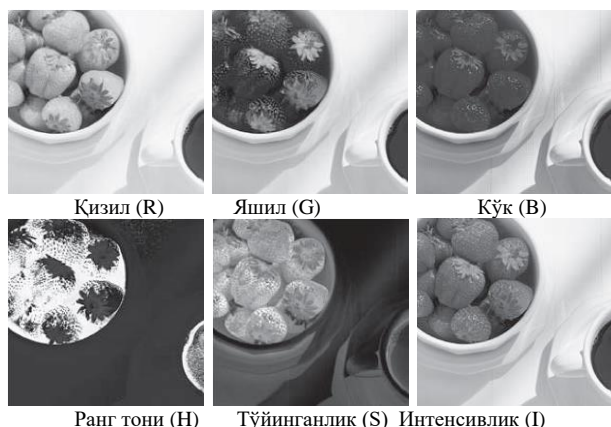 Қизил (R) Яшил (G) Кўк (B)
Ранг тони (H) Тўйинганлик (S) Интенсивлик (I)